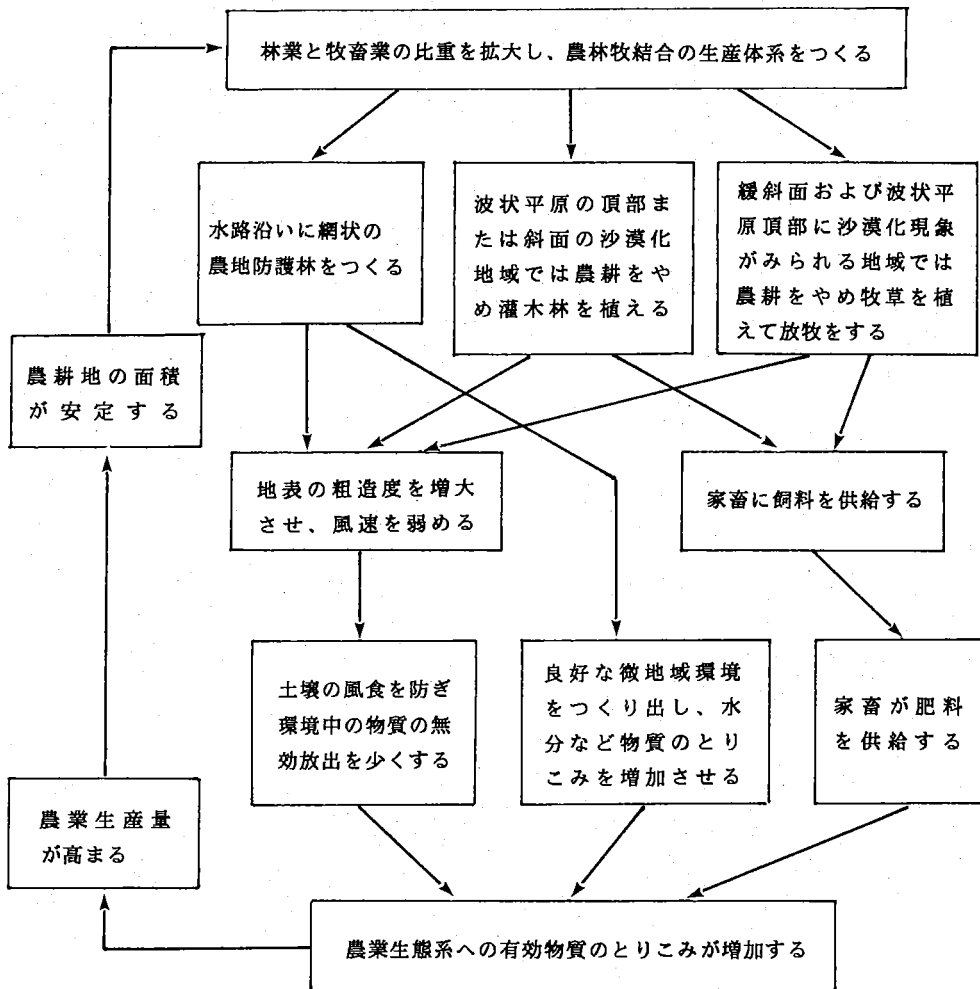 林業と牧畜業の比重を拡大し、農林牧結合の生産体系をつくる
水路沿いに網状の
農地防護林をつくる
波状平原の頂部ま
たは斜面の沙漠化
地域では農耕をや
め灌木林を植える
緩斜面および波状平
原頂部に沙漠化現象
がみられる地域では
農耕をやめ牧草を植
えて放牧をする
農耕地の面積
が安定する
地表の粗造度を増大
させ、風速を弱める
家畜に飼料を供給する
土壌の風食を防ぎ
環境中の物質の無
効放出を少くする
良好な微地域環境
をつくり出し、水
分など物質のとり
こみを増加させる
家畜が肥料
を供給する
農業生産量
が高まる
農業生態系への有効物質のとりこみが増加する